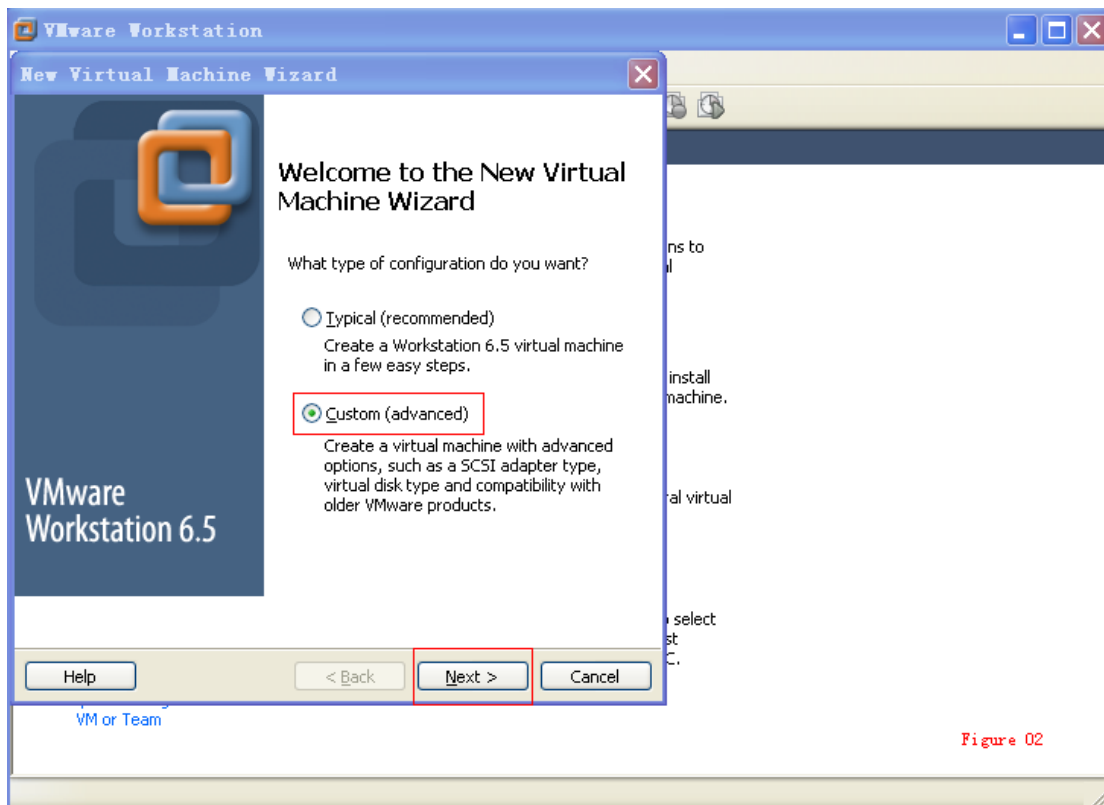 VMware Workstation
New Virtual Machine Wizard
Welcome to the New Virtual
Machine Wizard
What type of configuration do you want?
Typical (recommended)
Create a Workstation 6.5 virtual machine
in a few easy steps.
Custom (advanced)
Create a virtual machine with advanced
options, such as a SCSI adapter type,
virtual disk type and compatibility with
older VMware products.
VMware
Workstation 6.5
Help
< Back
Next >
Cancel
to
install
machine.
virtual
select
VM or Team
Figure 02